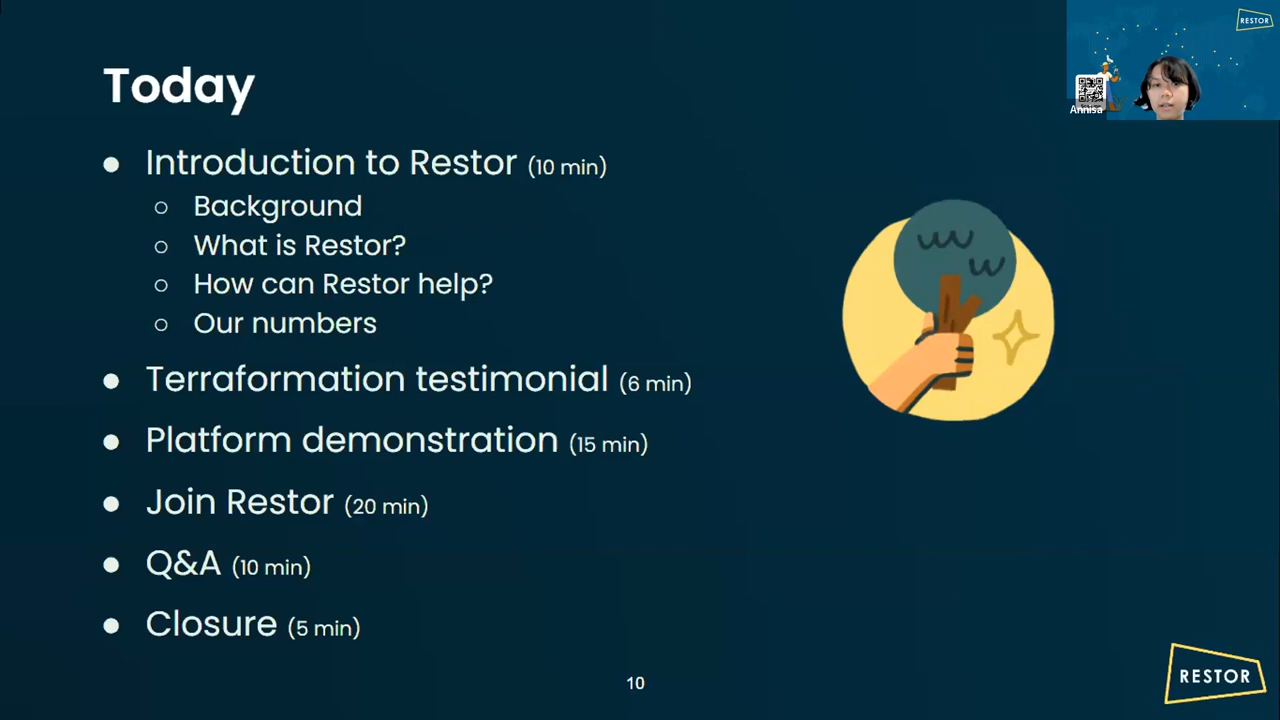 Today
● Introduction to Restor (10 min)
○ Background
○ What is Restor?
○ How can Restor help?
○ Our numbers
● Terraformation testimonial (6 min)
● Platform demonstration (15 min)
● Join Restor (20 min)
● Q&A (10 min)
● Closure (5 min)
10
RESTOR
RESTOR
Annisa